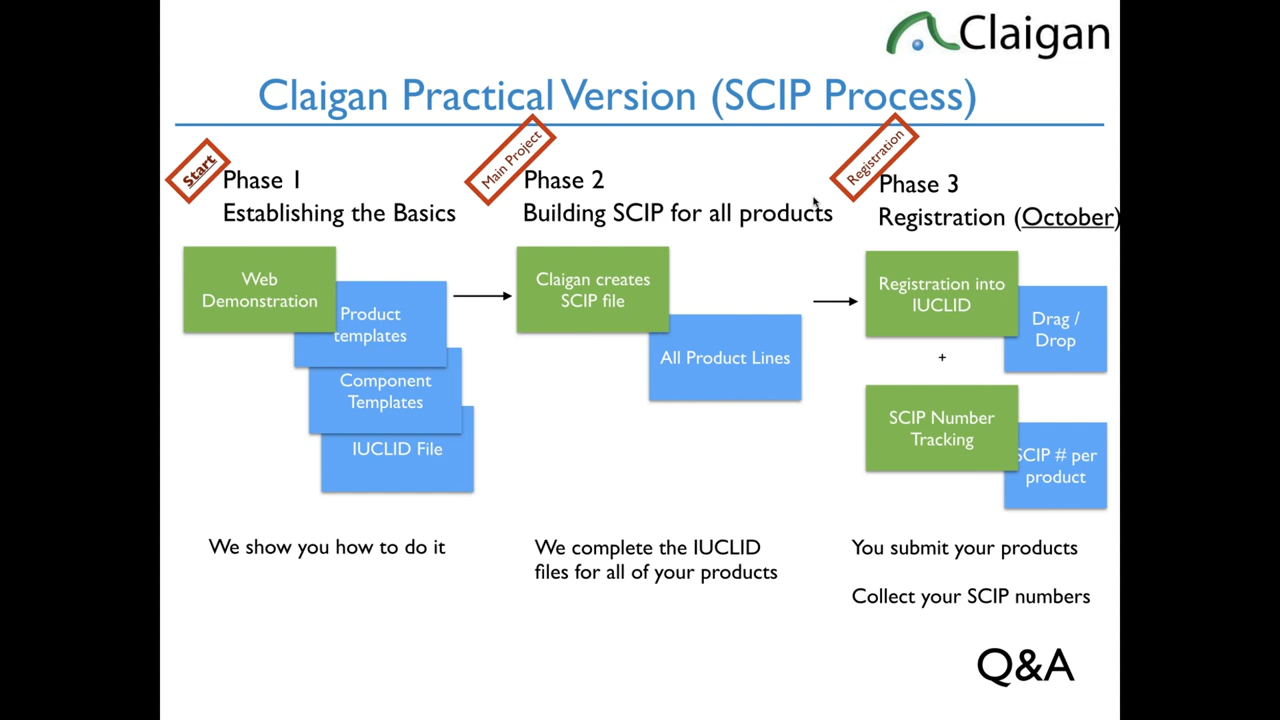 Claigan
Claigan Practical Version (SCIP Process)
Start
Phase 1
Establishing the Basics
Web
Demonstration
Product
templates
Component
Templates
IUCLID File
We show you how to do it
Main Project
Phase 2
Building SCIP for all products
Claigan creates
SCIP file
All Product Lines
We complete the IUCLID
files for all of your products
Registration
Phase 3
Registration (October)
Registration into
IUCLID
Drag /
Drop
+
SCIP Number
Tracking
SCIP # per
product
You submit your products
Collect your SCIP numbers
Q&A